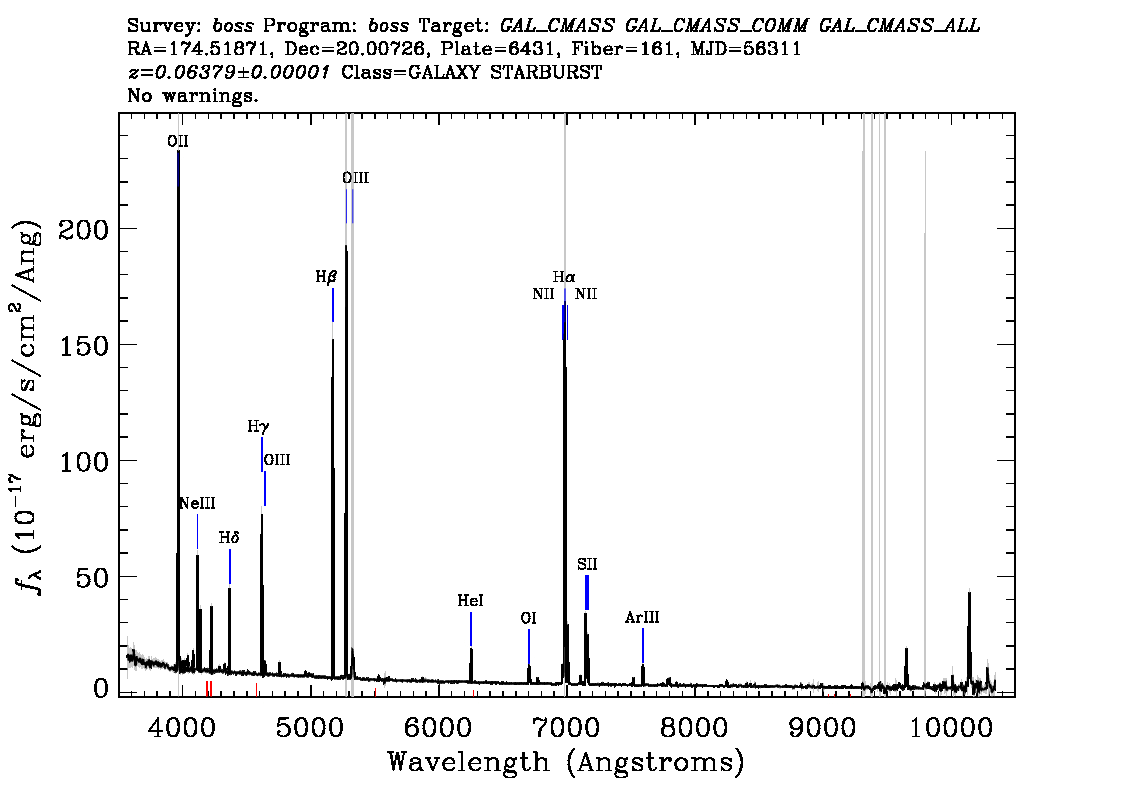 Survey: boss Program: boss Target: GAL_CMASS GAL_CMASS_COMM GAL_CMASS_ALL
RA=174.51871, Dec=20.00726, Plate=6431, Fiber=161, MJD=56311
z=0.06379±0.00001 Class=GALAXY STARBURST
No warnings.
OII
OIII
200
Hβ
Hα
NII NII
150
Hγ
OIII
100
NeIII
Hδ
SII
50
HeI
OI
ArIII
0
4000 5000 6000 7000 8000 9000 10000
Wavelength (Angstroms)
f_λ (10^−17 erg/s/cm^2/Ang)